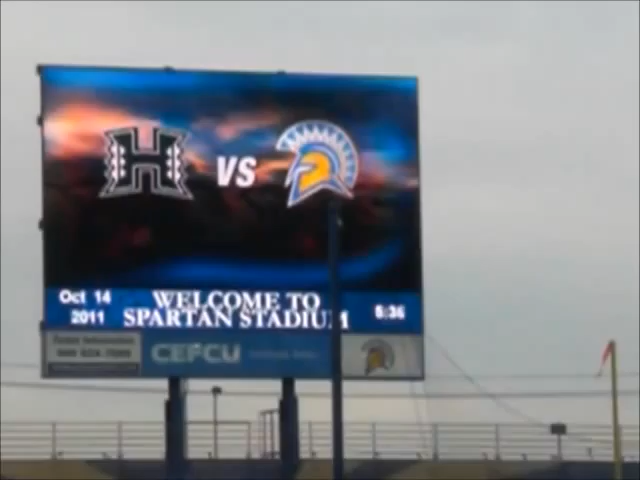 H VS
Oct 14
2011
WELCOME TO
SPARTAN STADIUM
5:36
CEFCU